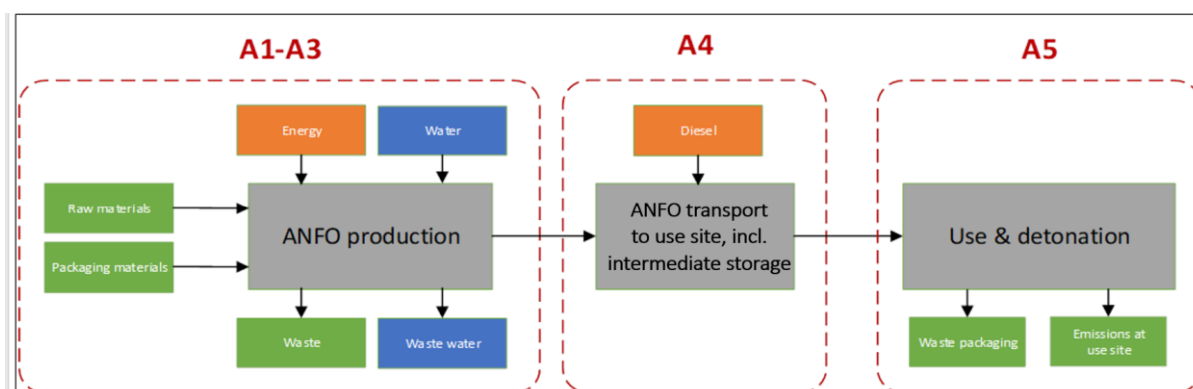 A1-A3
A4
A5
Energy
Water
Diesel
Raw materials
Packaging materials
ANFO production
ANFO transport
to use site, incl.
intermediate storage
Use & detonation
Waste
Waste water
Waste packaging
Emissions at
use site